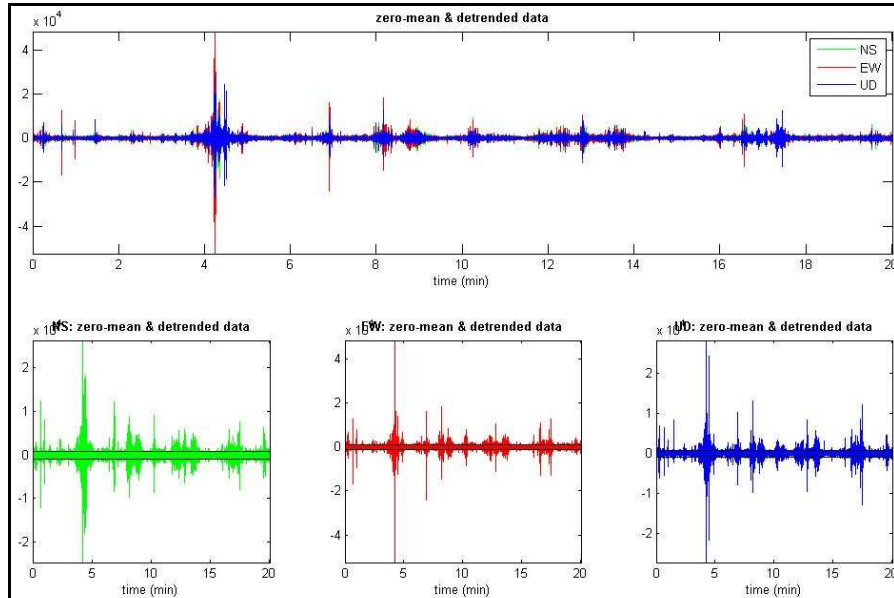 zero-mean & detrended data
x 10⁴
4
2
0
-2
-4
NS
EW
UD
0 2 4 6 8 10 12 14 16 18 20
time (min)
NS: zero-mean & detrended data
2
1
0
-1
-2
0 5 10 15 20
time (min)
EW: zero-mean & detrended data
4
2
0
-2
-4
0 5 10 15 20
time (min)
UD: zero-mean & detrended data
2
1
0
-1
-2
0 5 10 15 20
time (min)